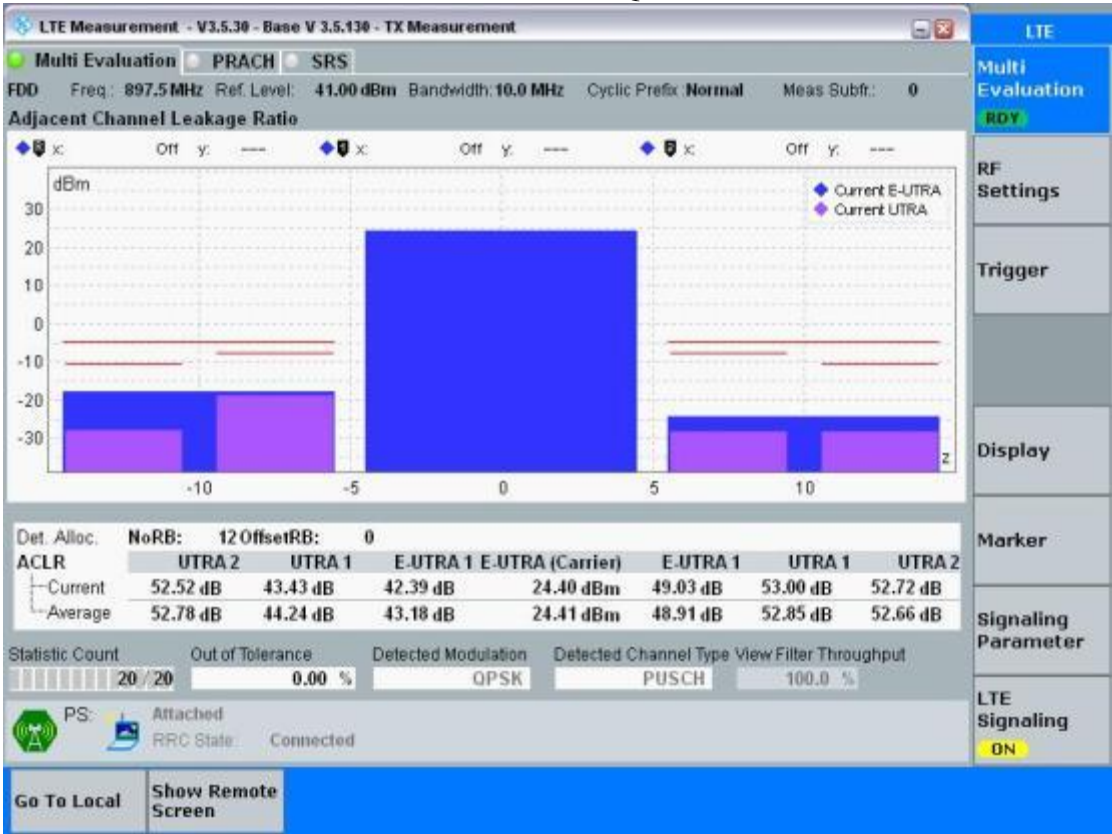 LTE Measurement - V3.5.30 - Base V 3.5.130 - TX Measurement
LTE
Multi Evaluation PRACH SRS
Multi Evaluation
RDY
FDD Freq.: 897.5 MHz Ref. Level: 41.00 dBm Bandwidth: 10.0 MHz Cyclic Prefix: Normal Meas Subfr.: 0
Adjacent Channel Leakage Ratio
x: Off y: --- x: Off y: --- x: Off y: ---
dBm
Current E-UTRA
Current UTRA
30
20
10
0
-10
-20
-30
z
-10 -5 0 5 10
RF
Settings
Trigger
Display
Marker
Signaling
Parameter
LTE
Signaling
ON
Det. Alloc. NoRB: 12 OffsetRB: 0
ACLR UTRA 2 UTRA 1 E-UTRA 1 E-UTRA (Carrier) E-UTRA 1 UTRA 1 UTRA 2
Current 52.52 dB 43.43 dB 42.39 dB 24.40 dBm 49.03 dB 53.00 dB 52.72 dB
Average 52.78 dB 44.24 dB 43.18 dB 24.41 dBm 48.91 dB 52.85 dB 52.66 dB
Statistic Count Out of Tolerance Detected Modulation Detected Channel Type View Filter Throughput
20 / 20 0.00 % QPSK PUSCH 100.0 %
PS: Attached
RRC State: Connected
Go To Local
Show Remote
Screen